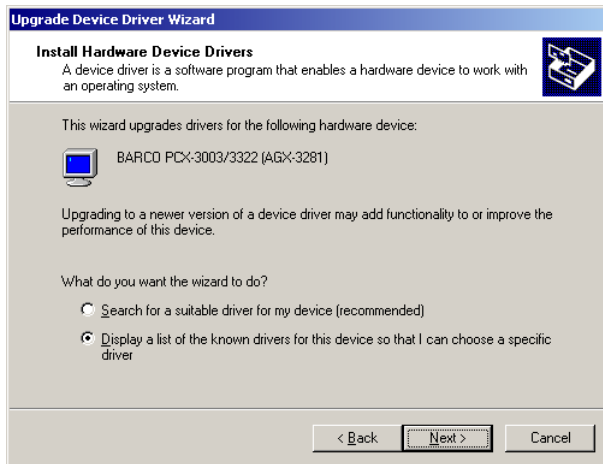 Upgrade Device Driver Wizard
Install Hardware Device Drivers
A device driver is a software program that enables a hardware device to work with
an operating system.
This wizard upgrades drivers for the following hardware device:
BARCO PCX-3003/3322 (AGX-3281)
Upgrading to a newer version of a device driver may add functionality to or improve the
performance of this device.
What do you want the wizard to do?
Search for a suitable driver for my device (recommended)
Display a list of the known drivers for this device so that I can choose a specific
driver
< Back Next > Cancel